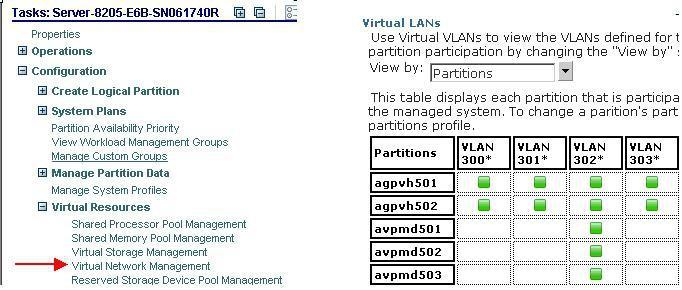 Tasks: Server-8205-E6B-SN061740R
Properties
Operations
Configuration
Create Logical Partition
System Plans
Partition Availability Priority
View Workload Management Groups
Manage Custom Groups
Manage Partition Data
Manage System Profiles
Virtual Resources
Shared Processor Pool Management
Shared Memory Pool Management
Virtual Storage Management
Virtual Network Management
Reserved Storage Device Pool Management
Virtual LANs
Use Virtual VLANs to view the VLANs defined for t
partition participation by changing the "View by" s
View by: Partitions
This table displays each partition that is participa
the managed system. To change a parition's part
partitions profile.
Partitions VLAN 300* VLAN 301* VLAN 302* VLAN 303*
agpvh501
agpvh502
avpmd501
avpmd502
avpmd503